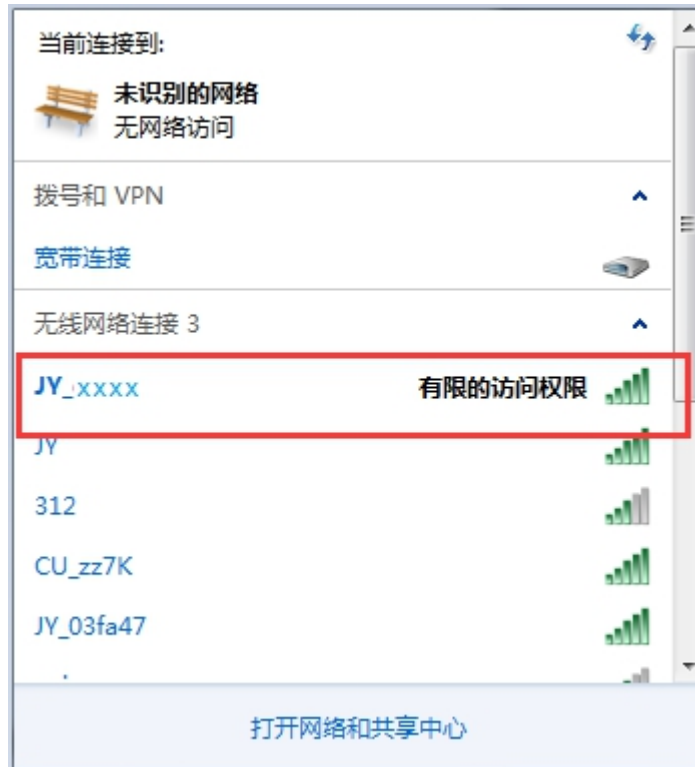 当前连接到:
未识别的网络
无网络访问
拨号和 VPN
宽带连接
无线网络连接 3
JY_xxxx 有限的访问权限
JY
312
CU_zz7K
JY_03fa47
打开网络和共享中心